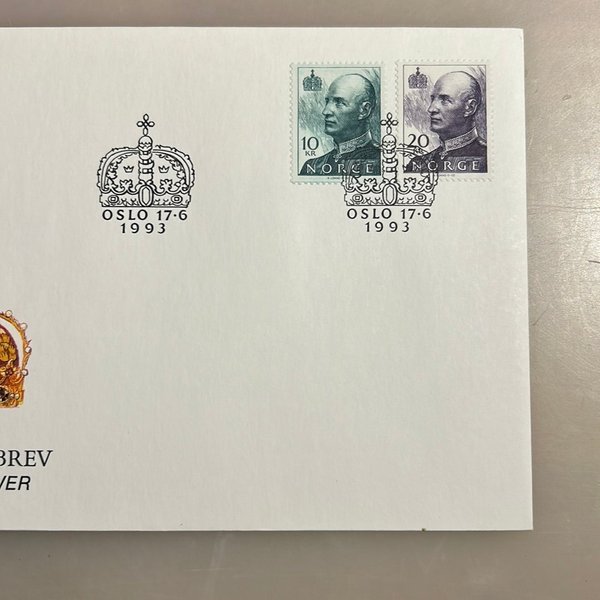 10
KR
NORGE
20
NORGE
OSLO 17·6
1993
OSLO 17·6
1993
BREV
VER